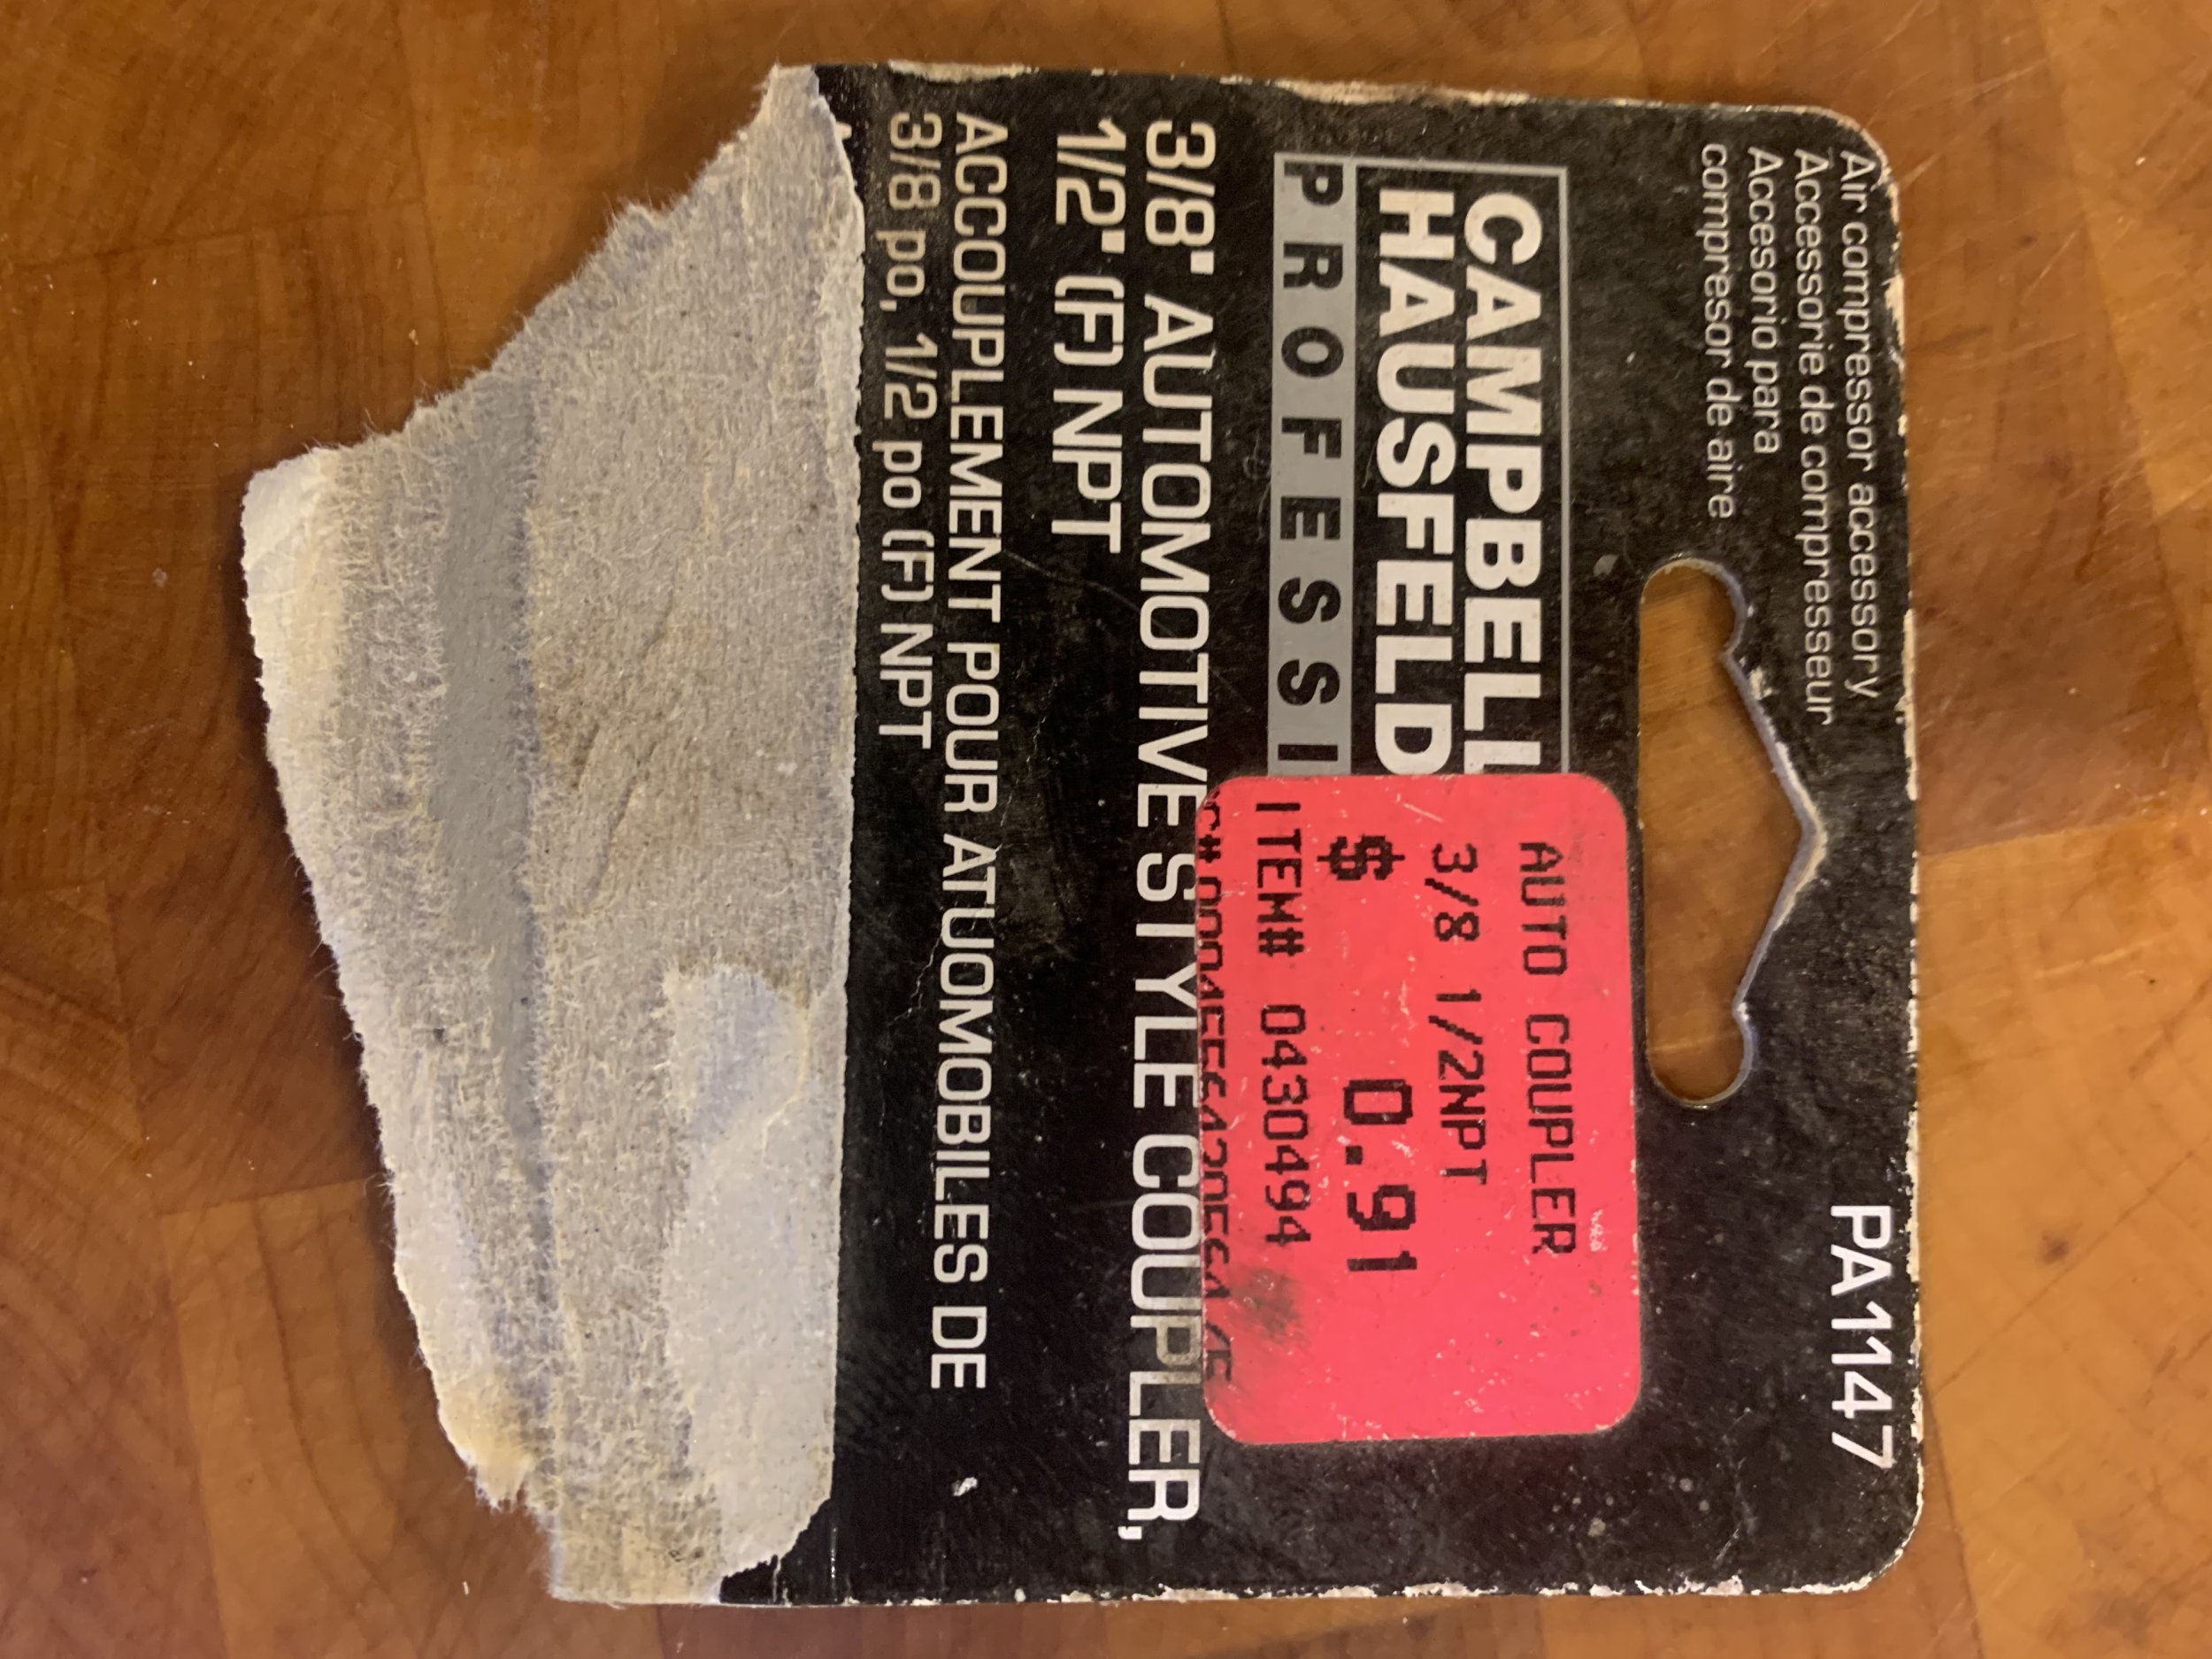 Air compressor accessory
Accessorie de compresseur
Accesorio para
compresor de aire
PA1147
CAMPBELL
HAUSFELD
PROFESSI
AUTO COUPLER
3/8 1/2NPT
$ 0.91
ITEM# 0430494
3/8" AUTOMOTIVE STYLE COUPLER,
1/2" (F) NPT
ACCOUPLEMENT POUR ATUOMOBILES DE
3/8 po, 1/2 po (F) NPT